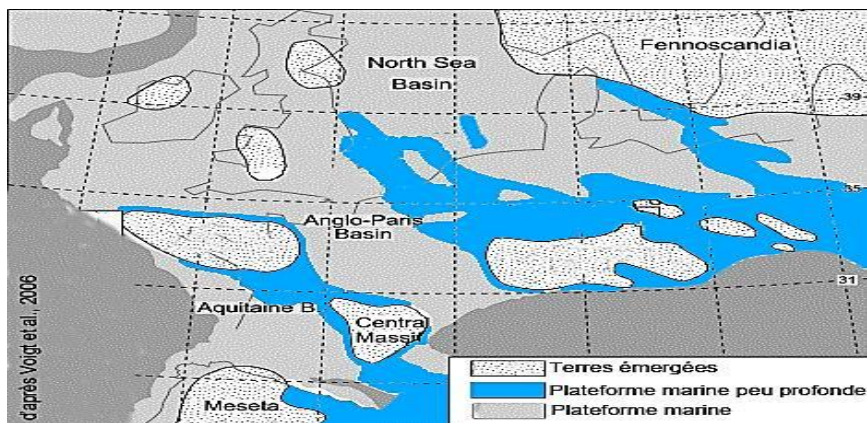 Fennoscandia
North Sea
Basin
39
35
Anglo-Paris
Basin
31
Aquitaine B.
Central
Massif
Meseta
d'après Voigt et al., 2006
Terres émergées
Plateforme marine peu profonde
Plateforme marine